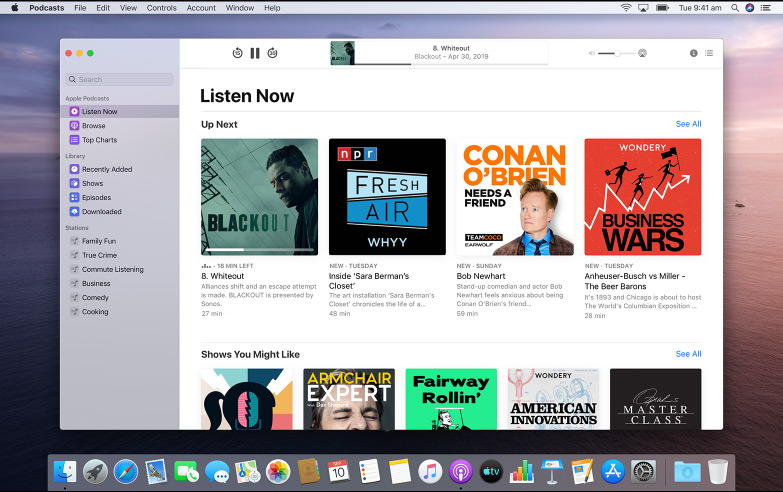 Podcasts File Edit View Controls Account Window Help
Tue 9:41 am
15
30
8. Whiteout
Blackout – Apr 30, 2019
BLACKOUT
Search
Apple Podcasts
Listen Now
Browse
Top Charts
Library
Recently Added
Shows
Episodes
Downloaded
Stations
Family Fun
True Crime
Commute Listening
Business
Comedy
Cooking
Listen Now
Up Next
See All
BLACKOUT
npr
FRESH
AIR
WHYY
CONAN
O'BRIEN
NEEDS A
FRIEND
TEAMCOCO
EARWOLF
WONDERY
BUSINESS
WARS
16 MIN LEFT
8. Whiteout
Alliances shift and an escape attempt
is made. BLACKOUT is presented by
Sonos.
27 min
NEW · TUESDAY
Inside 'Sara Berman's
Closet'
The art installation 'Sara Berman's
Closet' chronicles the life of a...
48 min
NEW · SUNDAY
Bob Newhart
Stand-up comedian and actor Bob
Newhart feels anxious about being
Conan O'Brien's friend...
59 min
NEW · TUESDAY
Anheuser-Busch vs Miller -
The Beer Barons
It's 1893 and Chicago is about to host
The World's Columbian Exposition ...
28 min
Shows You Might Like
See All
ARMCHAIR
EXPERT
with Dax Shepard
Fairway
Rollin'
WONDERY
AMERICAN
INNOVATIONS
MASTER
CLASS
10
tv